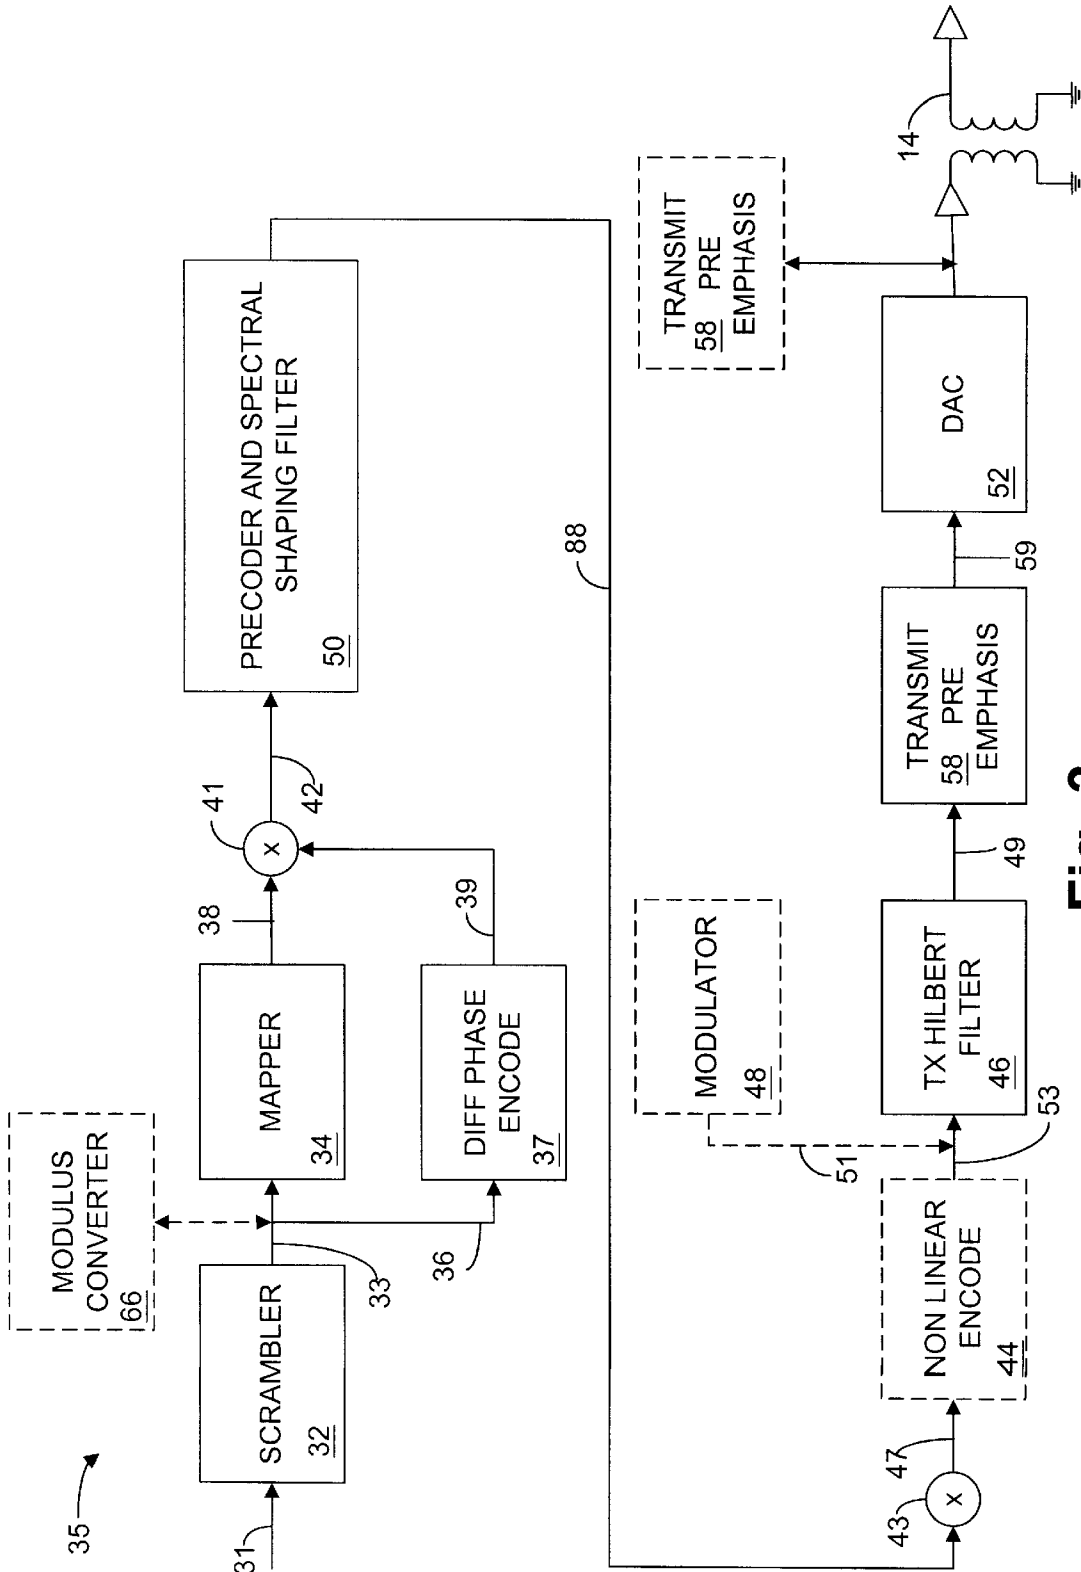 35
31
SCRAMBLER
32
33
MODULUS
CONVERTER
66
36
MAPPER
34
DIFF PHASE
ENCODE
37
38
39
41
x
42
PRECODER AND SPECTRAL
SHAPING FILTER
50
88
43
x
47
NON LINEAR
ENCODE
44
53
51
MODULATOR
48
TX HILBERT
FILTER
46
49
TRANSMIT
58 PRE
EMPHASIS
59
DAC
52
TRANSMIT
58 PRE
EMPHASIS
14